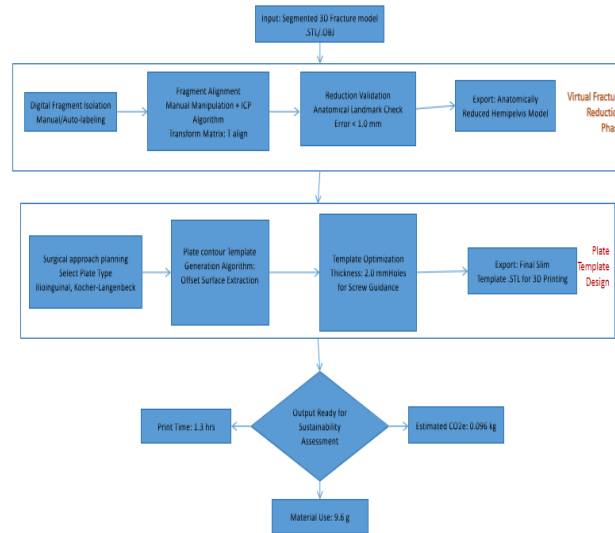 Input: Segmented 3D Fracture model
.STL/.OBJ
Digital Fragment Isolation
Manual/Auto-labeling
Fragment Alignment
Manual Manipulation + ICP
Algorithm
Transform Matrix: T align
Reduction Validation
Anatomical Landmark Check
Error < 1.0 mm
Export: Anatomically
Reduced Hemipelvis Model
Virtual Fractur
Reductio
Phas
Surgical approach planning
Select Plate Type
Ilioinguinal, Kocher-Langenbeck
Plate contour Template
Generation Algorithm:
Offset Surface Extraction
Template Optimization
Thickness: 2.0 mmHoles
for Screw Guidance
Export: Final Slim
Template .STL for 3D Printing
Plate
Template
Design
Output Ready for
Sustainability
Assessment
Print Time: 1.3 hrs
Estimated CO2e: 0.096 kg
Material Use: 9.6 g